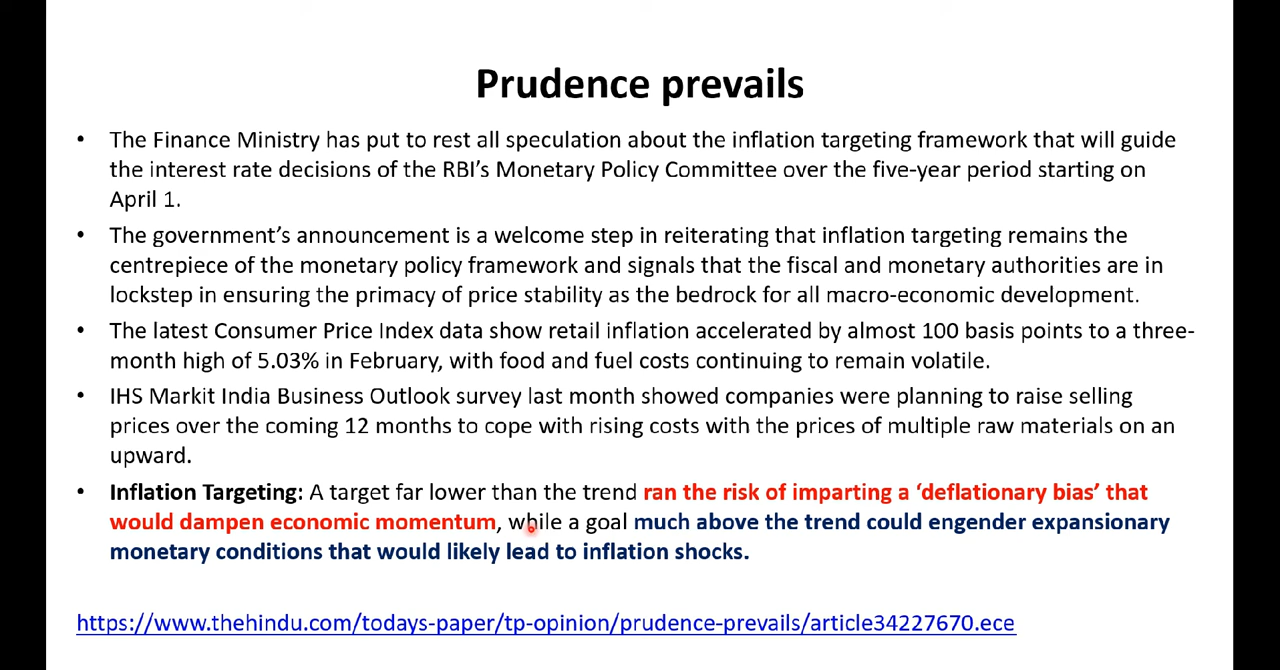 Prudence prevails
• The Finance Ministry has put to rest all speculation about the inflation targeting framework that will guide
the interest rate decisions of the RBI’s Monetary Policy Committee over the five-year period starting on
April 1.
• The government’s announcement is a welcome step in reiterating that inflation targeting remains the
centrepiece of the monetary policy framework and signals that the fiscal and monetary authorities are in
lockstep in ensuring the primacy of price stability as the bedrock for all macro-economic development.
• The latest Consumer Price Index data show retail inflation accelerated by almost 100 basis points to a three-
month high of 5.03% in February, with food and fuel costs continuing to remain volatile.
• IHS Markit India Business Outlook survey last month showed companies were planning to raise selling
prices over the coming 12 months to cope with rising costs with the prices of multiple raw materials on an
upward.
• Inflation Targeting: A target far lower than the trend ran the risk of imparting a ‘deflationary bias’ that
would dampen economic momentum, while a goal much above the trend could engender expansionary
monetary conditions that would likely lead to inflation shocks.
https://www.thehindu.com/todays-paper/tp-opinion/prudence-prevails/article34227670.ece